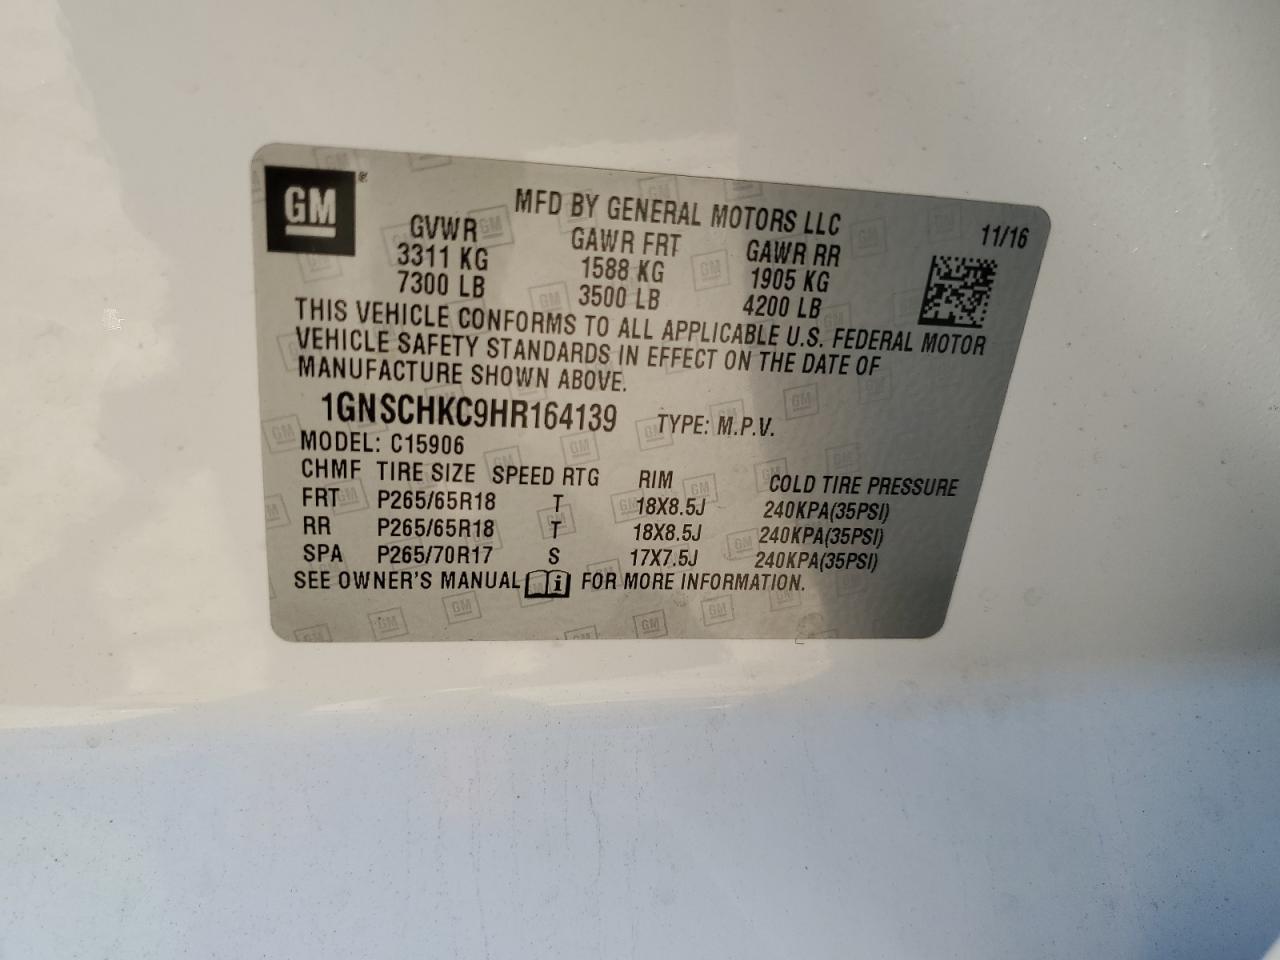 GM ®
MFD BY GENERAL MOTORS LLC
11/16
GVWR GAWR FRT GAWR RR
3311 KG 1588 KG 1905 KG
7300 LB 3500 LB 4200 LB
THIS VEHICLE CONFORMS TO ALL APPLICABLE U.S. FEDERAL MOTOR
VEHICLE SAFETY STANDARDS IN EFFECT ON THE DATE OF
MANUFACTURE SHOWN ABOVE.
1GNSCHKC9HR164139 TYPE: M.P.V.
MODEL: C15906
CHMF TIRE SIZE SPEED RTG RIM COLD TIRE PRESSURE
FRT P265/65R18 T 18X8.5J 240KPA(35PSI)
RR P265/65R18 T 18X8.5J 240KPA(35PSI)
SPA P265/70R17 S 17X7.5J 240KPA(35PSI)
SEE OWNER'S MANUAL i FOR MORE INFORMATION.